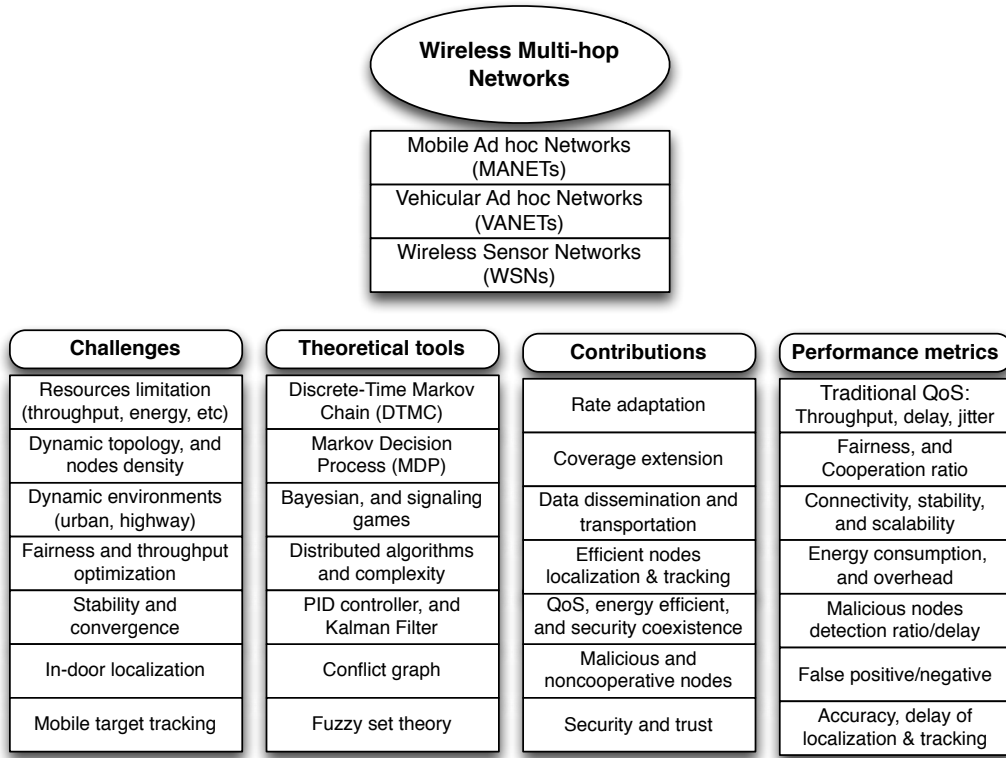 Wireless Multi-hop
Networks
Mobile Ad hoc Networks
(MANETs)
Vehicular Ad hoc Networks
(VANETs)
Wireless Sensor Networks
(WSNs)
Challenges
Resources limitation
(throughput, energy, etc)
Dynamic topology, and
nodes density
Dynamic environments
(urban, highway)
Fairness and throughput
optimization
Stability and
convergence
In-door localization
Mobile target tracking
Theoretical tools
Discrete-Time Markov
Chain (DTMC)
Markov Decision
Process (MDP)
Bayesian, and signaling
games
Distributed algorithms
and complexity
PID controller, and
Kalman Filter
Conflict graph
Fuzzy set theory
Contributions
Rate adaptation
Coverage extension
Data dissemination and
transportation
Efficient nodes
localization & tracking
QoS, energy efficient,
and security coexistence
Malicious and
noncooperative nodes
Security and trust
Performance metrics
Traditional QoS:
Throughput, delay, jitter
Fairness, and
Cooperation ratio
Connectivity, stability,
and scalability
Energy consumption,
and overhead
Malicious nodes
detection ratio/delay
False positive/negative
Accuracy, delay of
localization & tracking